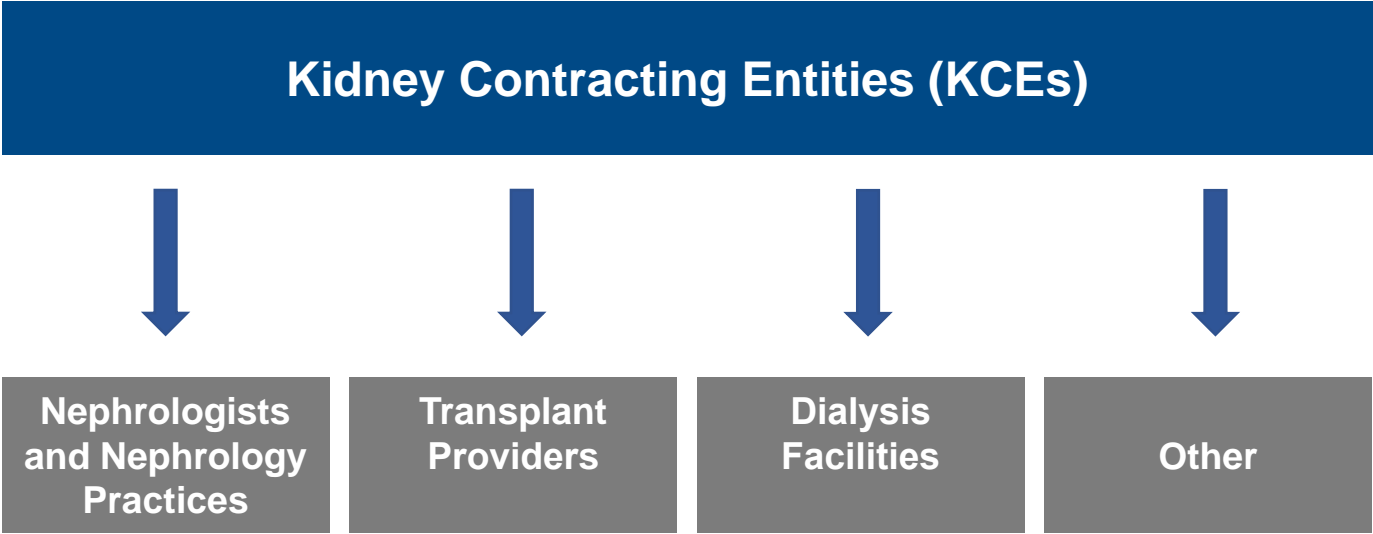 Kidney Contracting Entities (KCEs)
Nephrologists
and Nephrology
Practices
Transplant
Providers
Dialysis
Facilities
Other